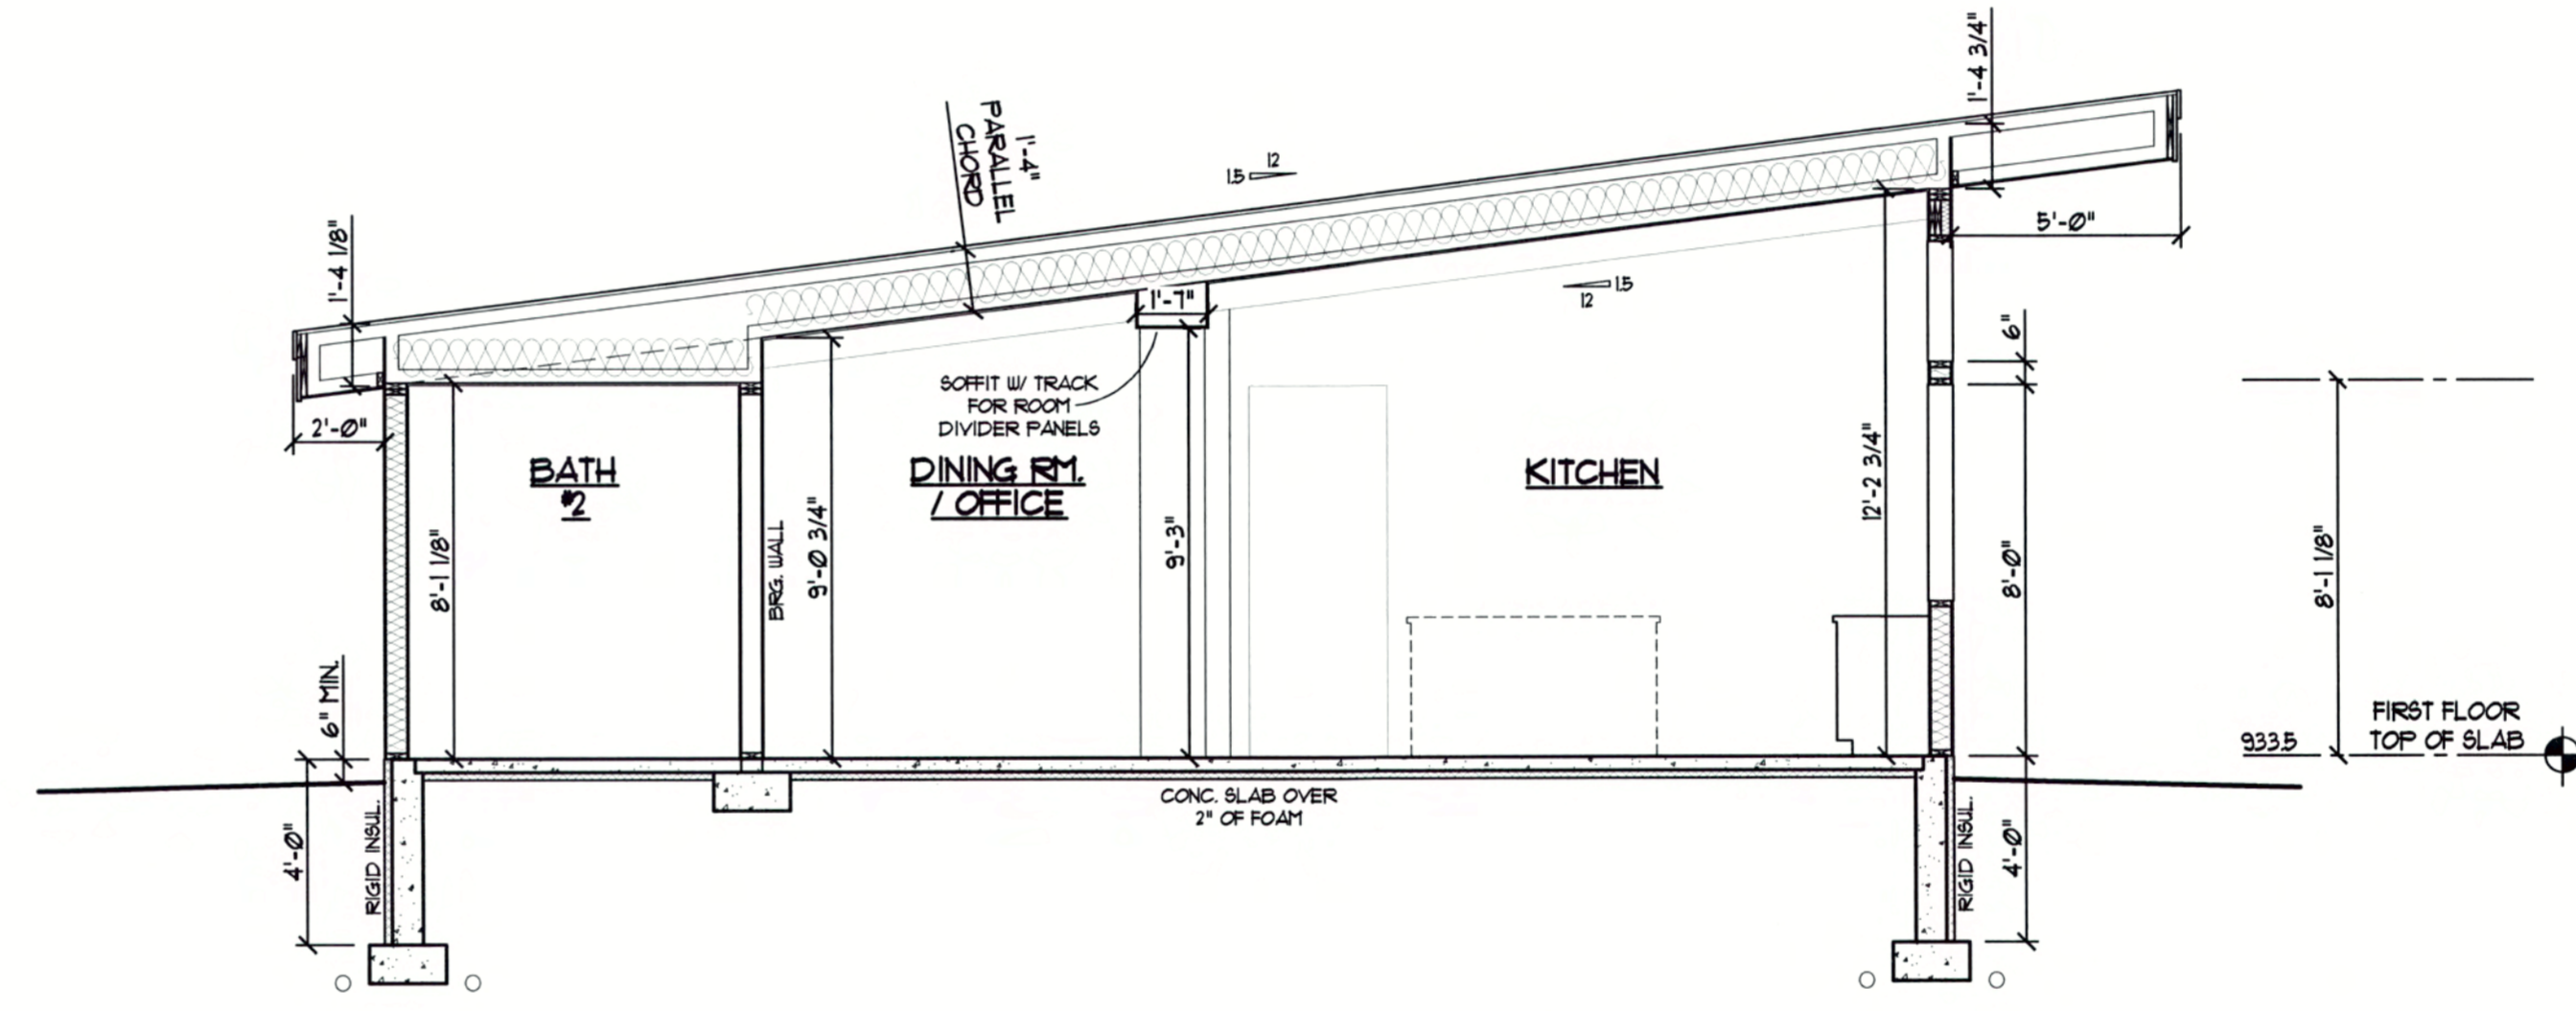 1'-4 3/4"
1'-4"
PARALLEL
CHORD
12
1.5
1'-4 1/8"
5'-0"
1.5
12
1'-7"
6"
SOFFIT W/ TRACK
FOR ROOM
DIVIDER PANELS
2'-0"
BATH
#2
DINING RM.
/ OFFICE
KITCHEN
8'-1 1/8"
BRG. WALL
9'-0 3/4"
9'-3"
12'-2 3/4"
8'-0"
8'-1 1/8"
6" MIN.
FIRST FLOOR
TOP OF SLAB
933.5
CONC. SLAB OVER
2" OF FOAM
4'-0"
RIGID INSUL.
RIGID INSUL.
4'-0"